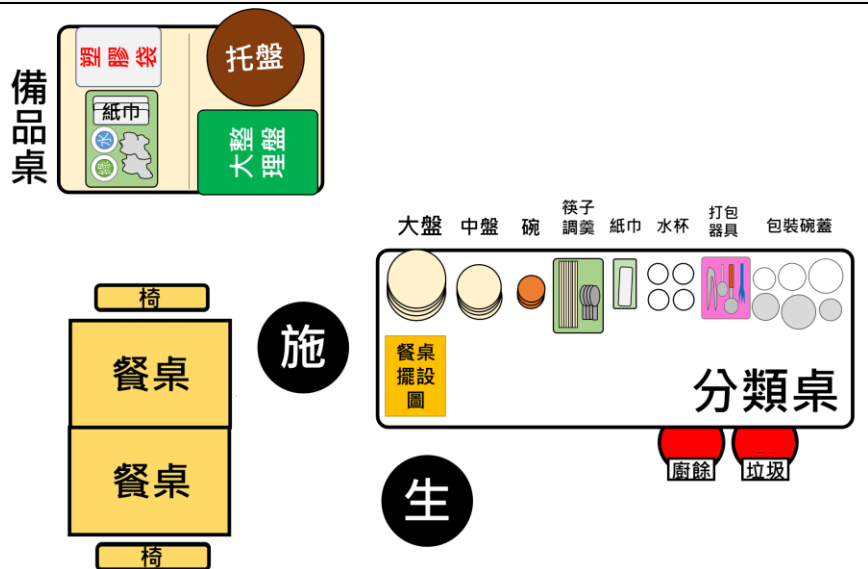 備品桌
塑膠袋
托盤
紙巾
水
濕
大整
理盤
大盤
中盤
碗
筷子
調羹
紙巾
水杯
打包
器具
包裝碗蓋
椅
餐桌
餐桌
椅
施
生
餐桌
擺設
圖
分類桌
廚餘
垃圾